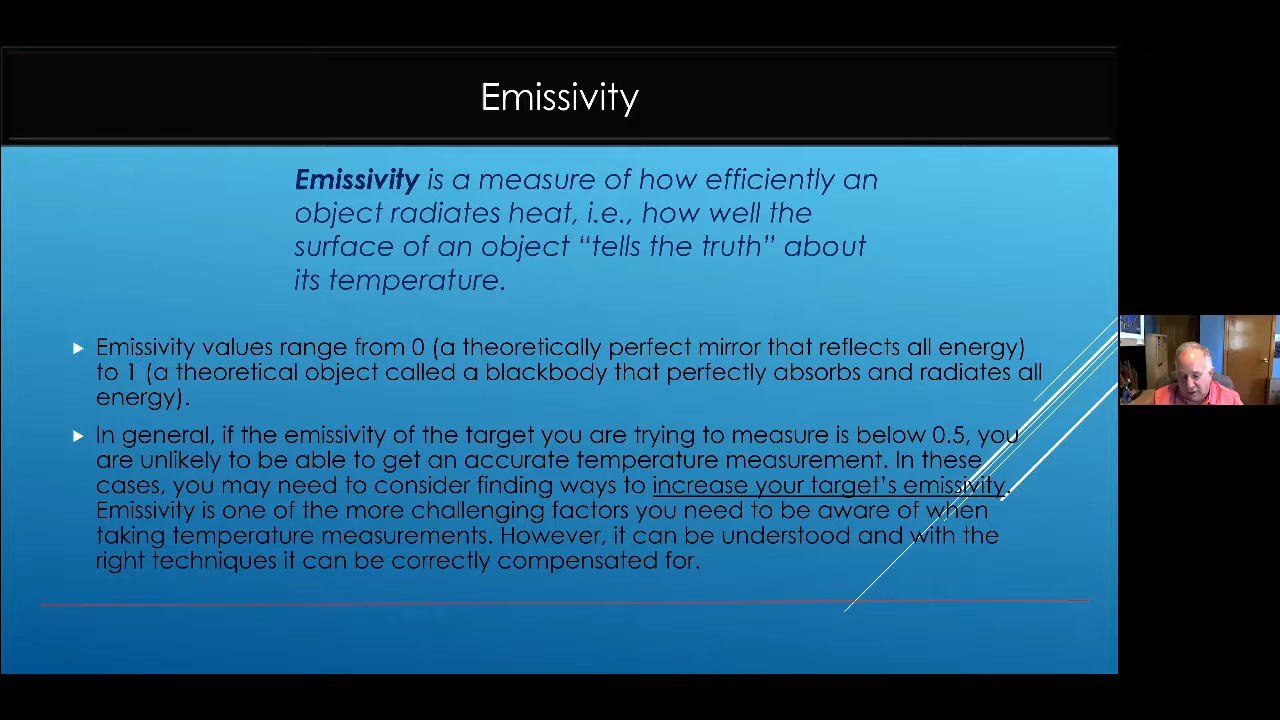 Emissivity
Emissivity is a measure of how efficiently an
object radiates heat, i.e., how well the
surface of an object “tells the truth” about
its temperature.
Emissivity values range from 0 (a theoretically perfect mirror that reflects all energy)
to 1 (a theoretical object called a blackbody that perfectly absorbs and radiates all
energy).
In general, if the emissivity of the target you are trying to measure is below 0.5, you
are unlikely to be able to get an accurate temperature measurement. In these
cases, you may need to consider finding ways to increase your target’s emissivity.
Emissivity is one of the more challenging factors you need to be aware of when
taking temperature measurements. However, it can be understood and with the
right techniques it can be correctly compensated for.